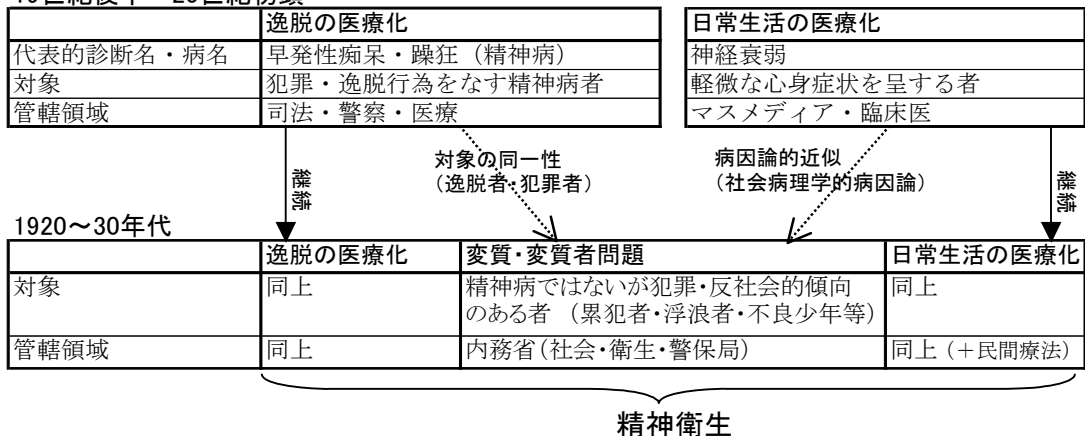 逸脱の医療化 日常生活の医療化
代表的診断名・病名 早発性痴呆・躁狂（精神病） 神経衰弱
対象 犯罪・逸脱行為をなす精神病者 軽微な心身症状を呈する者
管轄領域 司法・警察・医療 マスメディア・臨床医
対象の同一性 病因論的近似
（逸脱者・犯罪者） （社会病理学的病因論）
継続 継続
1920～30年代
逸脱の医療化 変質・変質者問題 日常生活の医療化
対象 同上 精神病ではないが犯罪・反社会的傾向 同上
のある者 （累犯者・浮浪者・不良少年等）
管轄領域 同上 内務省（社会・衛生・警保局） 同上（＋民間療法）
精神衛生